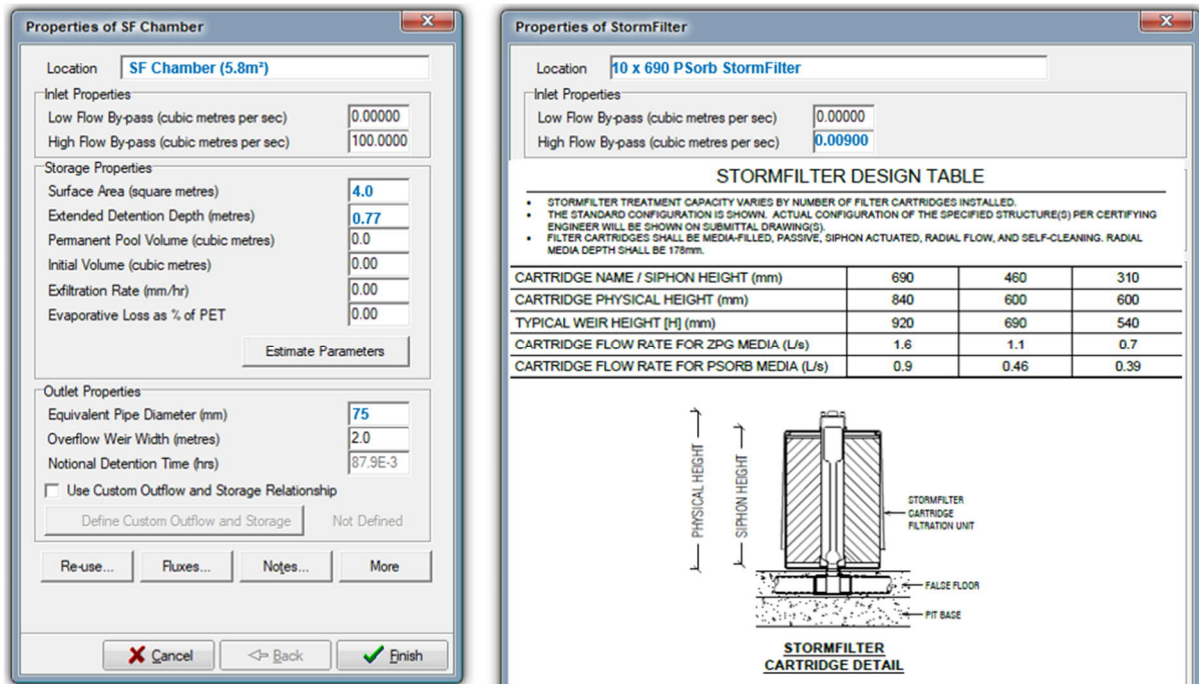 Properties of SF Chamber
Location SF Chamber (5.8m²)
Inlet Properties
Low Flow By-pass (cubic metres per sec) 0.00000
High Flow By-pass (cubic metres per sec) 100.0000
Storage Properties
Surface Area (square metres) 4.0
Extended Detention Depth (metres) 0.77
Permanent Pool Volume (cubic metres) 0.0
Initial Volume (cubic metres) 0.00
Exfiltration Rate (mm/hr) 0.00
Evaporative Loss as % of PET 0.00
Estimate Parameters
Outlet Properties
Equivalent Pipe Diameter (mm) 75
Overflow Weir Width (metres) 2.0
Notional Detention Time (hrs) 87.9E-3
Use Custom Outflow and Storage Relationship
Define Custom Outflow and Storage Not Defined
Re-use... Fluxes... Notes... More
Cancel <= Back Finish
Properties of StormFilter
Location 10 x 690 PSorb StormFilter
Inlet Properties
Low Flow By-pass (cubic metres per sec) 0.00000
High Flow By-pass (cubic metres per sec) 0.00900
STORMFILTER DESIGN TABLE
• STORMFILTER TREATMENT CAPACITY VARIES BY NUMBER OF FILTER CARTRIDGES INSTALLED.
• THE STANDARD CONFIGURATION IS SHOWN. ACTUAL CONFIGURATION OF THE SPECIFIED STRUCTURE(S) PER CERTIFYING
ENGINEER WILL BE SHOWN ON SUBMITTAL DRAWING(S).
• FILTER CARTRIDGES SHALL BE MEDIA-FILLED, PASSIVE, SIPHON ACTUATED, RADIAL FLOW, AND SELF-CLEANING. RADIAL
MEDIA DEPTH SHALL BE 178mm.
CARTRIDGE NAME / SIPHON HEIGHT (mm) 690 460 310
CARTRIDGE PHYSICAL HEIGHT (mm) 840 600 600
TYPICAL WEIR HEIGHT [H] (mm) 920 690 540
CARTRIDGE FLOW RATE FOR ZPG MEDIA (L/s) 1.6 1.1 0.7
CARTRIDGE FLOW RATE FOR PSORB MEDIA (L/s) 0.9 0.46 0.39
PHYSICAL HEIGHT
SIPHON HEIGHT
STORMFILTER
CARTRIDGE
FILTRATION UNIT
FALSE FLOOR
PIT BASE
STORMFILTER
CARTRIDGE DETAIL